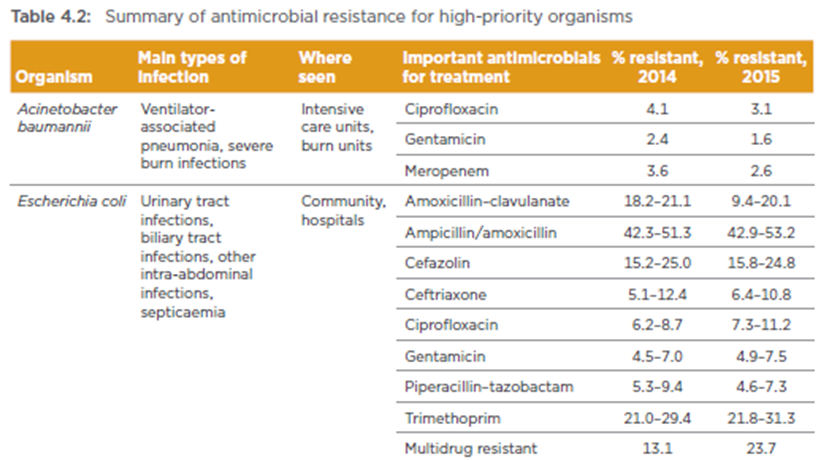 Table 4.2: Summary of antimicrobial resistance for high-priority organisms
Organism Main types of infection Where seen Important antimicrobials for treatment % resistant, 2014 % resistant, 2015
Acinetobacter baumannii Ventilator-associated pneumonia, severe burn infections Intensive care units, burn units Ciprofloxacin 4.1 3.1
Gentamicin 2.4 1.6
Meropenem 3.6 2.6
Escherichia coli Urinary tract infections, biliary tract infections, other intra-abdominal infections, septicaemia Community, hospitals Amoxicillin–clavulanate 18.2–21.1 9.4–20.1
Ampicillin/amoxicillin 42.3–51.3 42.9–53.2
Cefazolin 15.2–25.0 15.8–24.8
Ceftriaxone 5.1–12.4 6.4–10.8
Ciprofloxacin 6.2–8.7 7.3–11.2
Gentamicin 4.5–7.0 4.9–7.5
Piperacillin–tazobactam 5.3–9.4 4.6–7.3
Trimethoprim 21.0–29.4 21.8–31.3
Multidrug resistant 13.1 23.7